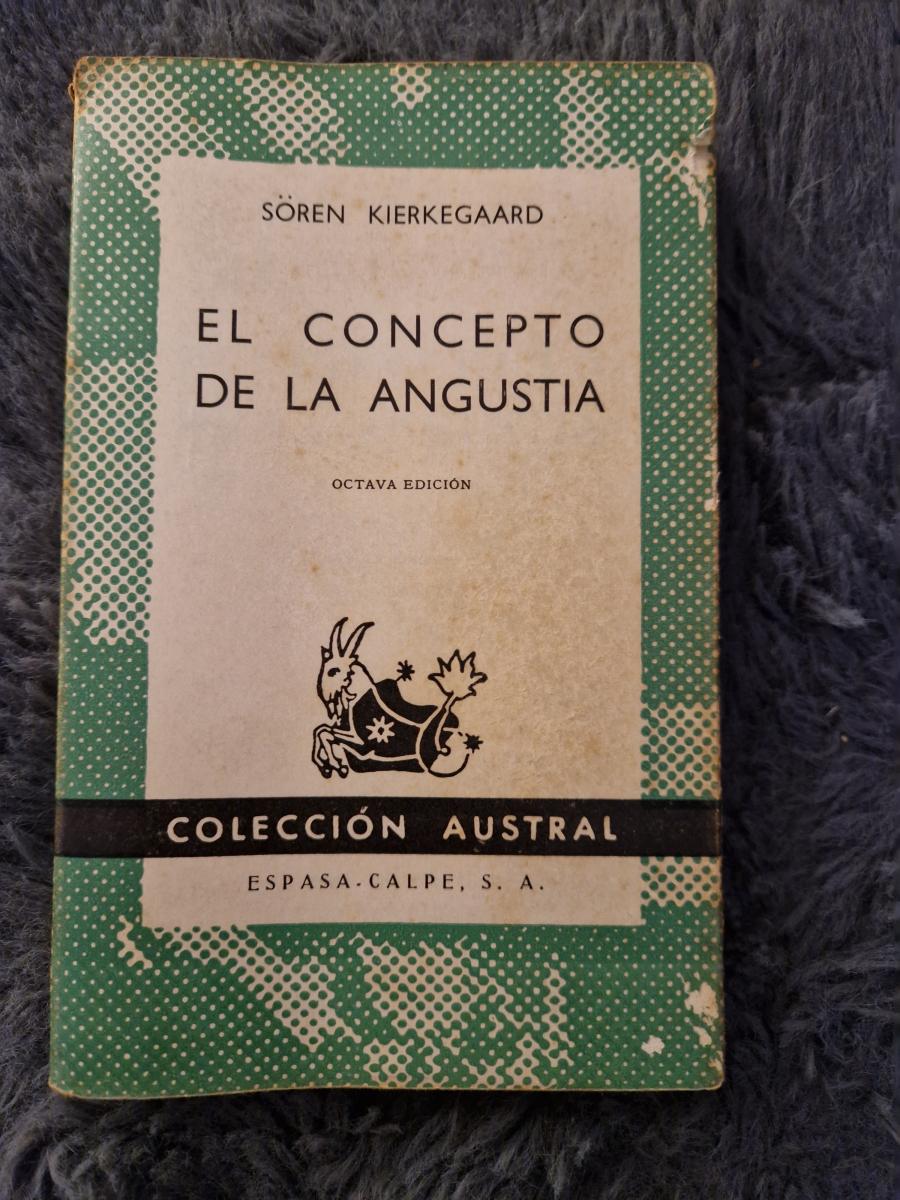 SÖREN KIERKEGAARD
EL CONCEPTO
DE LA ANGUSTIA
OCTAVA EDICIÓN
COLECCIÓN AUSTRAL
ESPASA-CALPE, S. A.